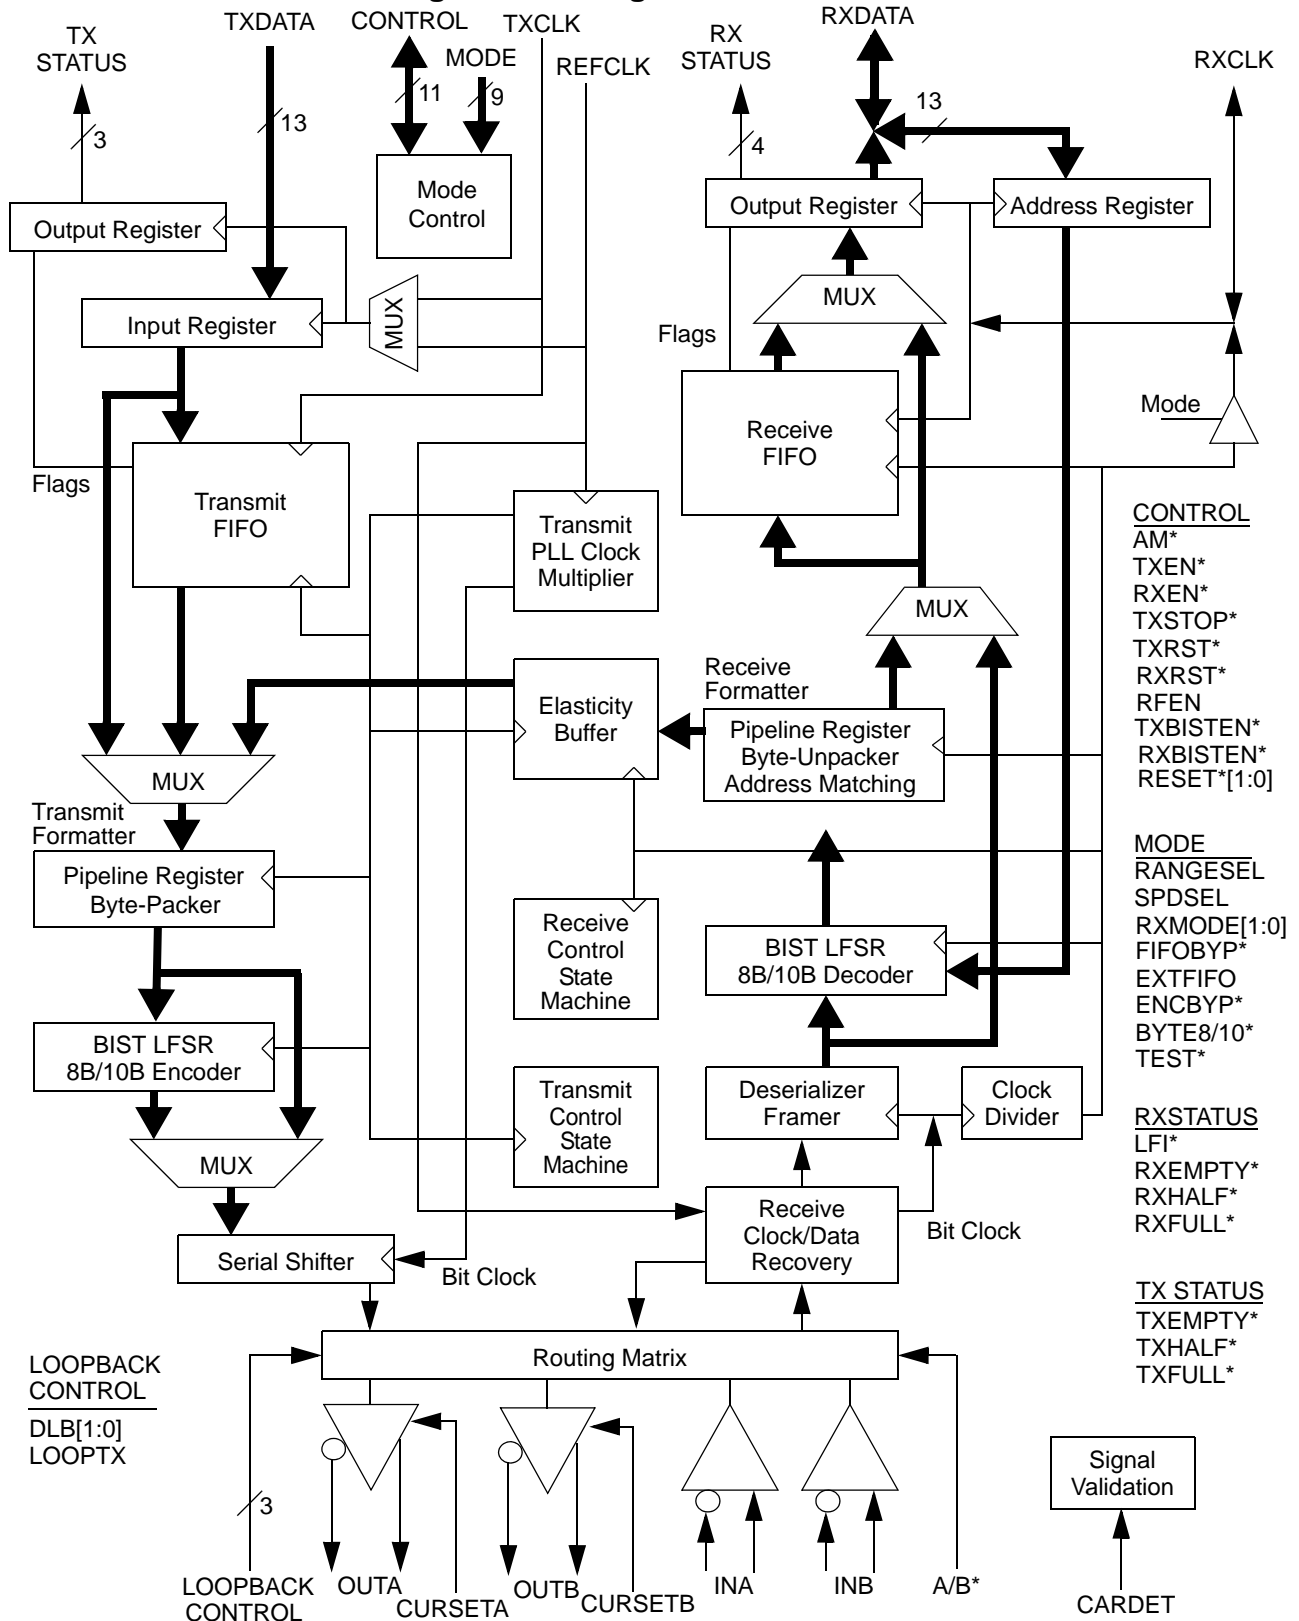 TX
STATUS
TXDATA
CONTROL
TXCLK
MODE
REFCLK
RX
STATUS
RXDATA
RXCLK
3
13
11
9
4
13
Mode
Control
Output Register
Input Register
MUX
Output Register
Address Register
MUX
Flags
Receive
FIFO
Mode
Flags
Transmit
FIFO
Transmit
PLL Clock
Multiplier
MUX
Receive
Formatter
Elasticity
Buffer
Pipeline Register
Byte-Unpacker
Address Matching
MUX
Transmit
Formatter
Pipeline Register
Byte-Packer
Receive
Control
State
Machine
BIST LFSR
8B/10B Decoder
BIST LFSR
8B/10B Encoder
Transmit
Control
State
Machine
Deserializer
Framer
Clock
Divider
MUX
Receive
Clock/Data
Recovery
Bit Clock
Serial Shifter
Bit Clock
Routing Matrix
LOOPBACK
CONTROL
DLB[1:0]
LOOPTX
3
LOOPBACK
CONTROL
OUTA
CURSETA
OUTB
CURSETB
INA
INB
A/B*
Signal
Validation
CARDET
CONTROL
AM*
TXEN*
RXEN*
TXSTOP*
TXRST*
RXRST*
RFEN
TXBISTEN*
RXBISTEN*
RESET*[1:0]
MODE
RANGESEL
SPDSEL
RXMODE[1:0]
FIFOBYP*
EXTFIFO
ENCBYP*
BYTE8/10*
TEST*
RXSTATUS
LFI*
RXEMPTY*
RXHALF*
RXFULL*
TX STATUS
TXEMPTY*
TXHALF*
TXFULL*